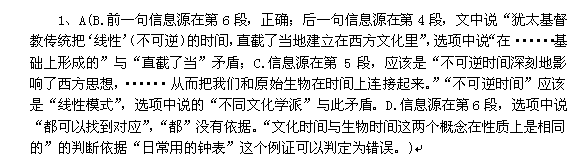 1、A(B.前一句信息源在第6段，正确；后一句信息源在第4段，文中说“犹太基督
教传统把‘线性’(不可逆)的时间，直截了当地建立在西方文化里”，选项中说“在······基
础上形成的”与“直截了当”矛盾；C.信息源在第 5 段，应该是“不可逆时间深刻地影
响了西方思想，······ 从而把我们和原始生物在时间上连接起来。”“不可逆时间”应该
是“线性模式”，选项中说的“不同文化学派”与此矛盾。D.信息源在第6段，选项中说
“都可以找到对应”，“都”没有依据。“文化时间与生物时间这两个概念在性质上是相同
的”的判断依据“日常用的钟表”这个例证可以判定为错误。)↵